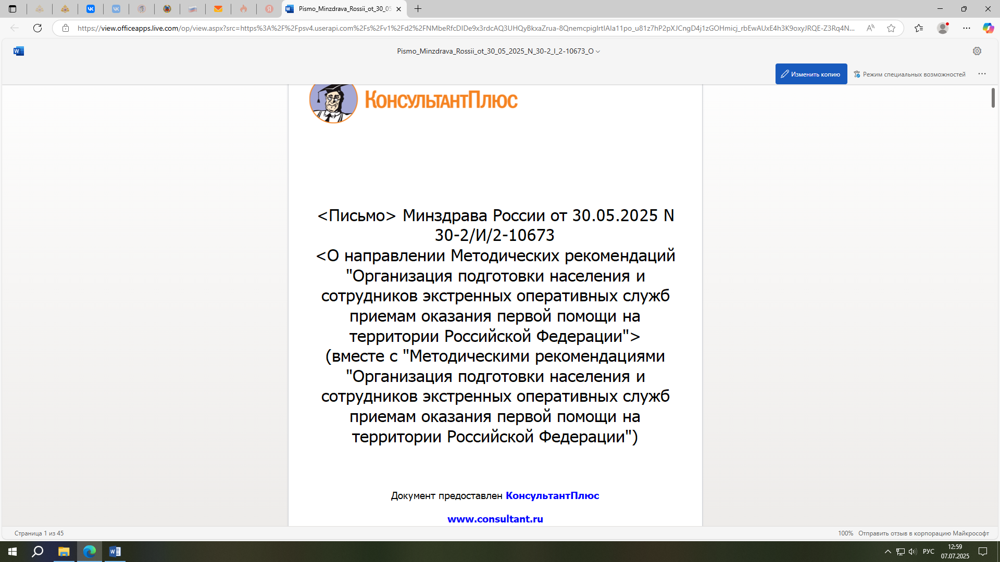 Pismo_Minzdrava_Rossii_ot_30_05
https://view.officeapps.live.com/op/view.aspx?src=https%3A%2F%2Fpsv4.userapi.com%2Fs%2Fv1%2Fd2%2FNMbeRfcDIDe9x3rdcAQ3UHQyBkxaZrua-8QnemcpigIrtIAIa11po_u81z7hP2pXJCngD4j1zGOHmicj_rbEwAUxE4h3K9oxyJRQE-Z3Rq4N...
Pismo_Minzdrava_Rossii_ot_30_05_2025_N_30-2_I_2-10673_O
Изменить копию
Режим специальных возможностей
КонсультантПлюс
<Письмо> Минздрава России от 30.05.2025 N
30-2/И/2-10673
<О направлении Методических рекомендаций
"Организация подготовки населения и
сотрудников экстренных оперативных служб
приемам оказания первой помощи на
территории Российской Федерации">
(вместе с "Методическими рекомендациями
"Организация подготовки населения и
сотрудников экстренных оперативных служб
приемам оказания первой помощи на
территории Российской Федерации")
Документ предоставлен КонсультантПлюс
www.consultant.ru
Страница 1 из 45
100% Отправить отзыв в корпорацию Майкрософт
РУС
12:59
07.07.2025